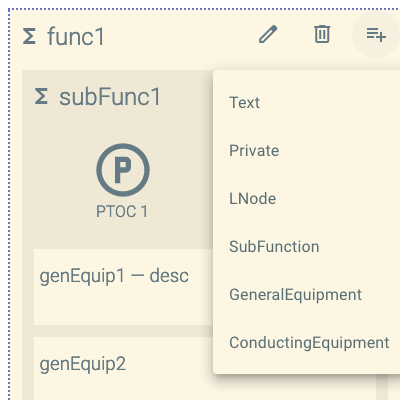 Σ func1
Σ subFunc1
P
PTOC 1
genEquip1 — desc
genEquip2
Text
Private
LNode
SubFunction
GeneralEquipment
ConductingEquipment